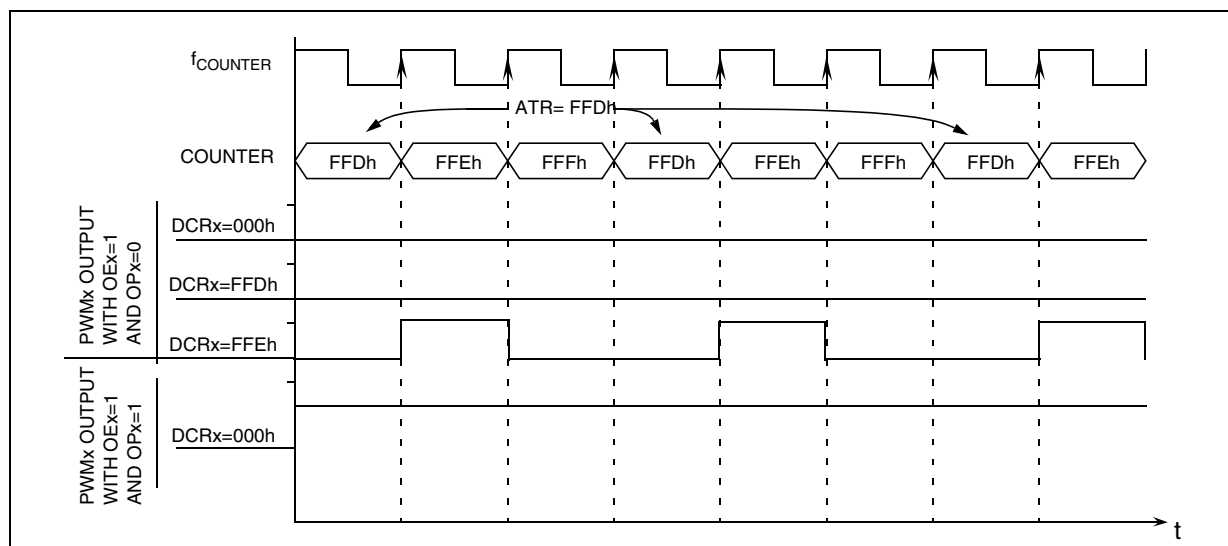 fCOUNTER
ATR= FFDh
COUNTER
FFDh FFEh FFFh FFDh FFEh FFFh FFDh FFEh
PWMx OUTPUT
WITH OEx=1
AND OPx=0
DCRx=000h
DCRx=FFDh
DCRx=FFEh
PWMx OUTPUT
WITH OEx=1
AND OPx=1
DCRx=000h
t